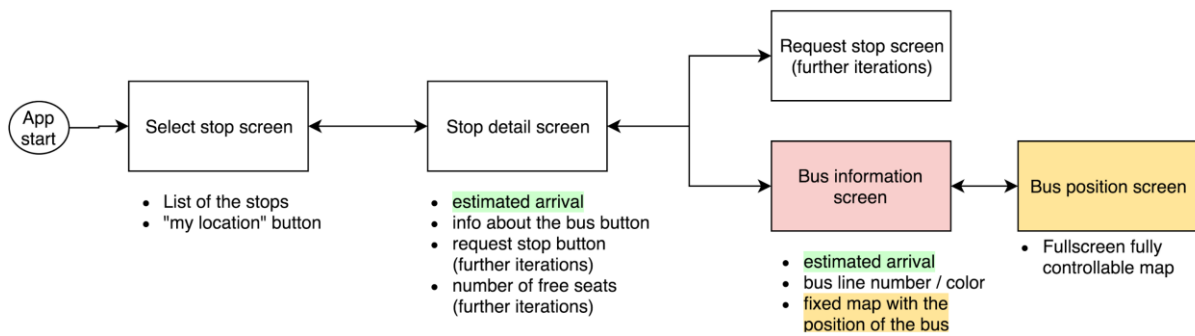 App
start
Select stop screen
• List of the stops
• "my location" button
Stop detail screen
• estimated arrival
• info about the bus button
• request stop button
(further iterations)
• number of free seats
(further iterations)
Request stop screen
(further iterations)
Bus information
screen
• estimated arrival
• bus line number / color
• fixed map with the
position of the bus
Bus position screen
• Fullscreen fully
controllable map